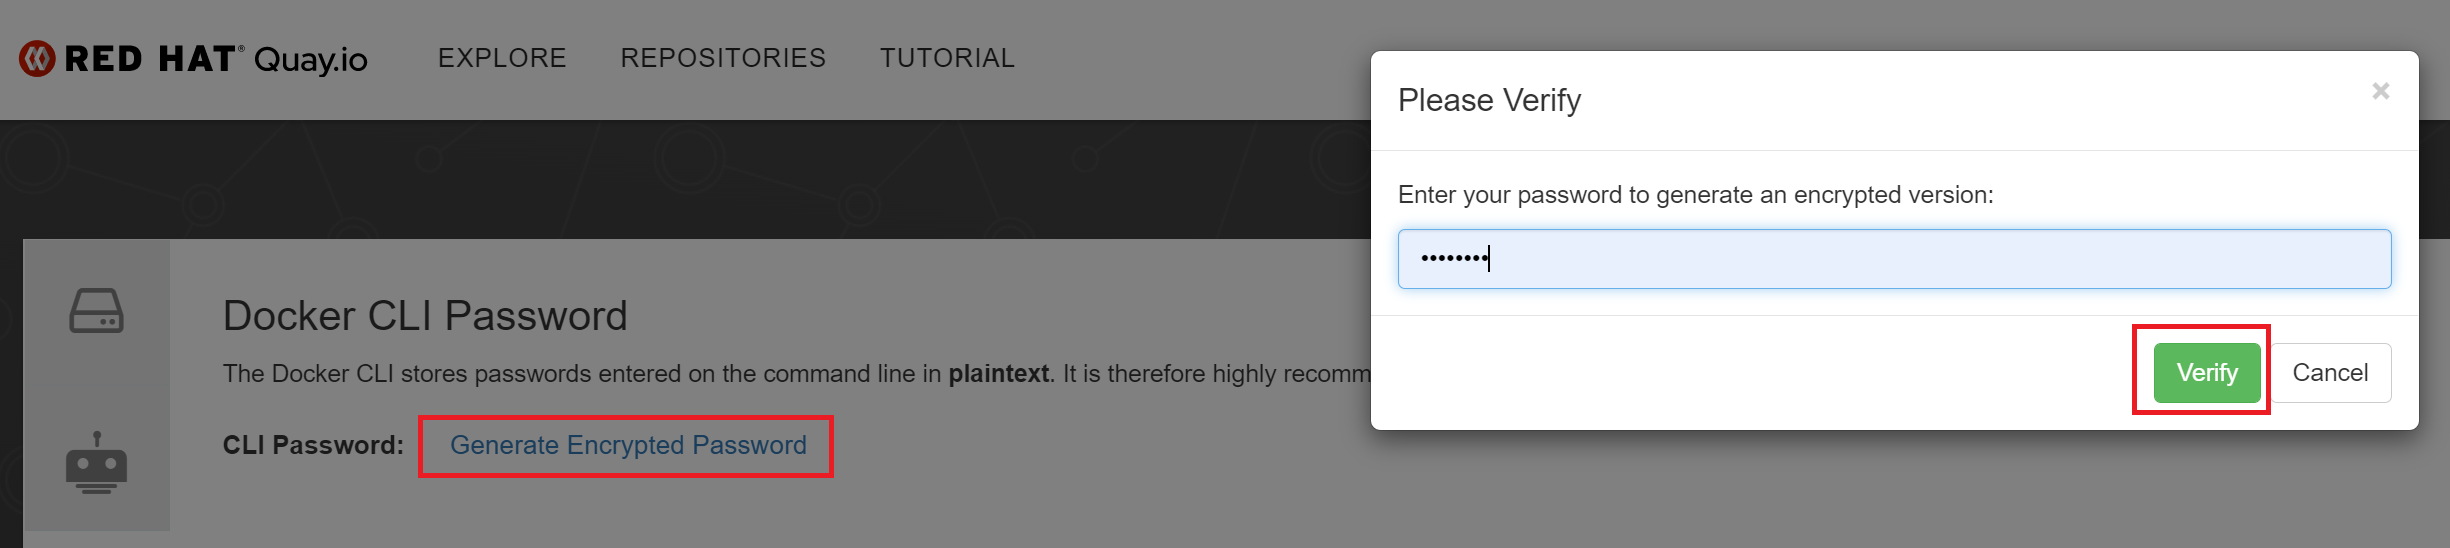 RED HAT® Quay.io EXPLORE REPOSITORIES TUTORIAL
Please Verify ×
Enter your password to generate an encrypted version:
••••••••
Verify Cancel
Docker CLI Password
The Docker CLI stores passwords entered on the command line in plaintext. It is therefore highly
CLI Password: Generate Encrypted Password